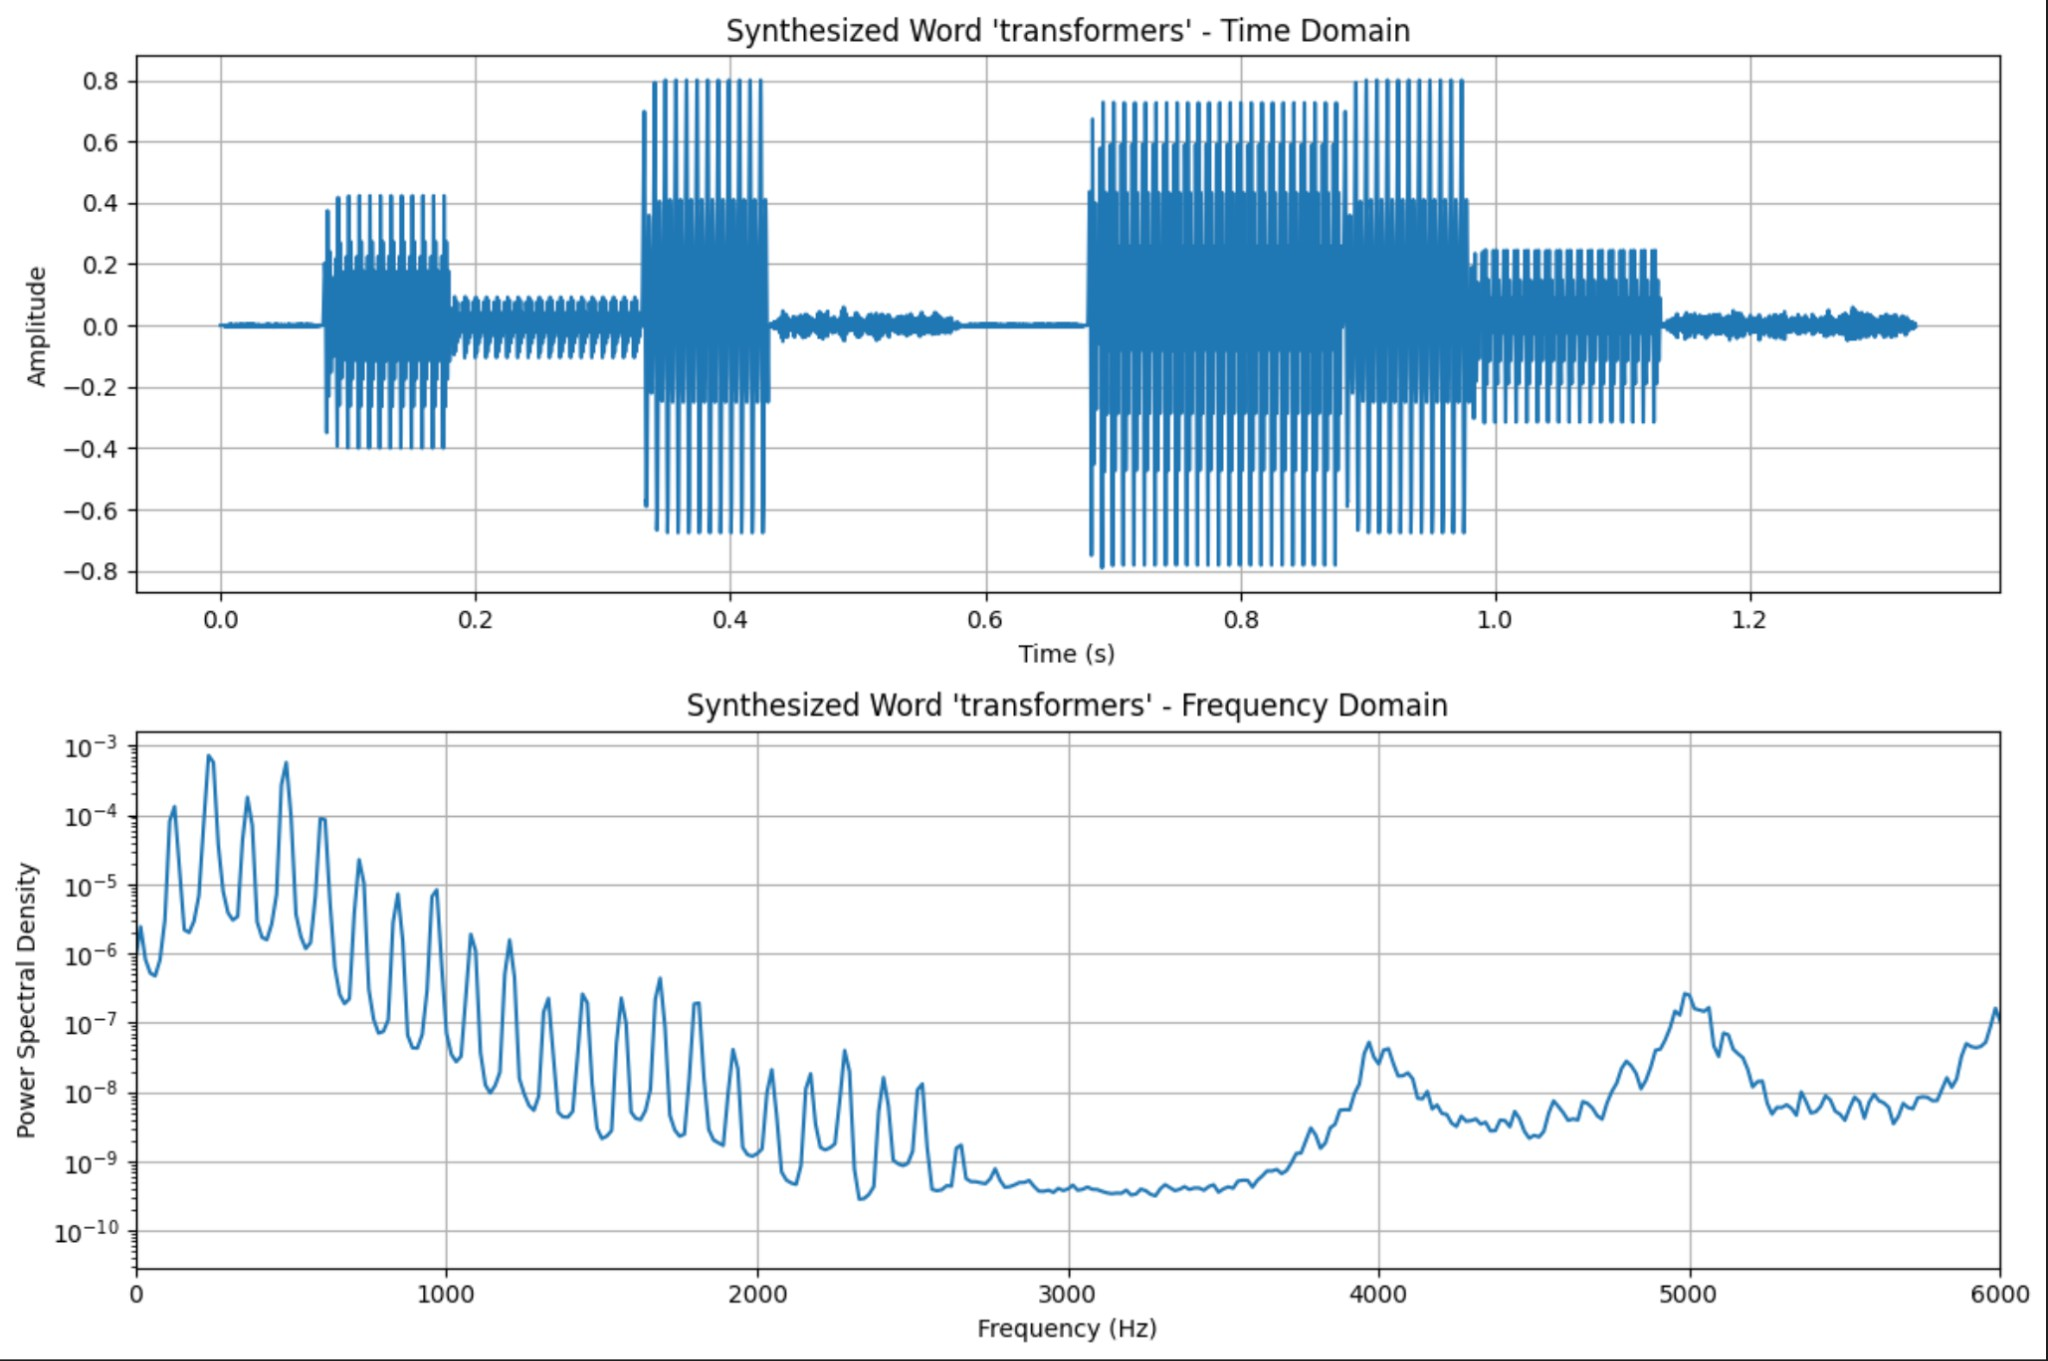 Synthesized Word 'transformers' - Time Domain
Amplitude
0.8
0.6
0.4
0.2
0.0
−0.2
−0.4
−0.6
−0.8
0.0 0.2 0.4 0.6 0.8 1.0 1.2
Time (s)
Synthesized Word 'transformers' - Frequency Domain
Power Spectral Density
10⁻³
10⁻⁴
10⁻⁵
10⁻⁶
10⁻⁷
10⁻⁸
10⁻⁹
10⁻¹⁰
0 1000 2000 3000 4000 5000 6000
Frequency (Hz)